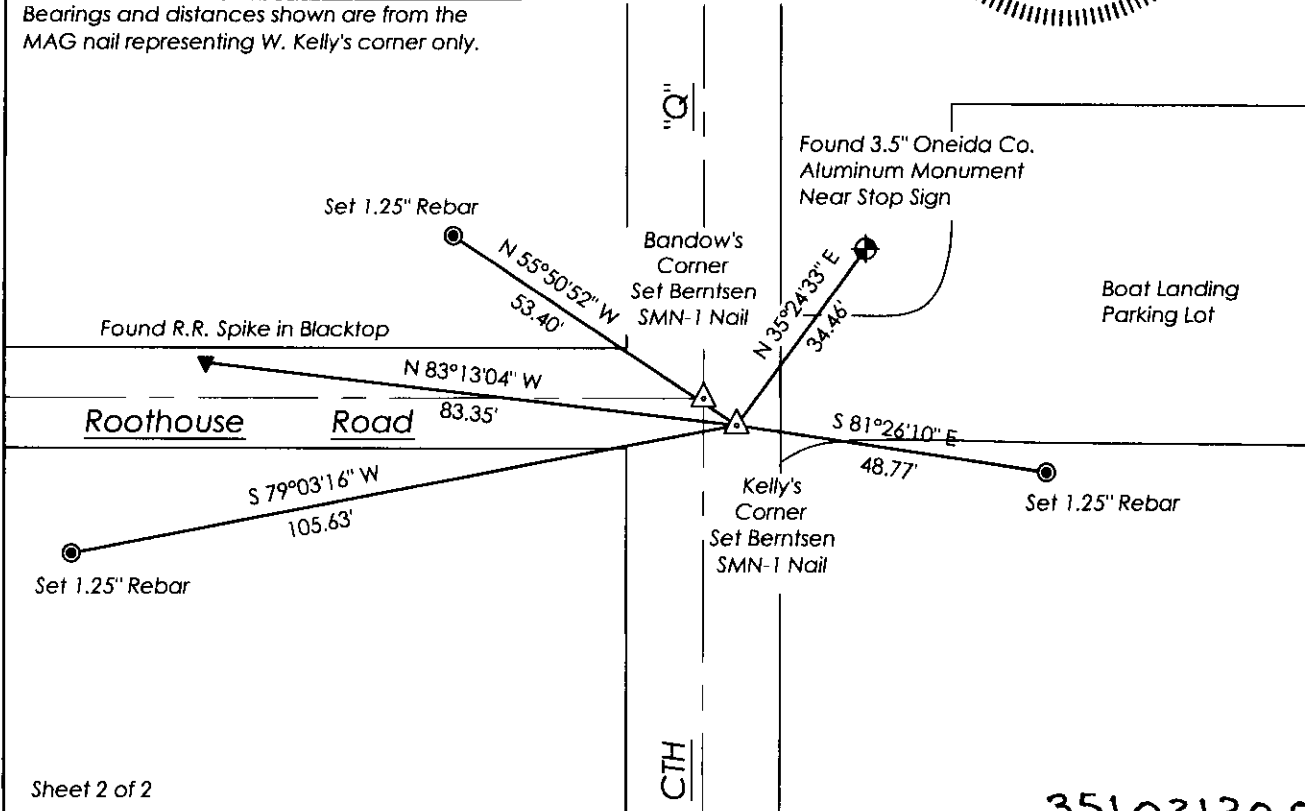 Bearings and distances shown are from the
MAG nail representing W. Kelly's corner only.
"Q"
Found 3.5" Oneida Co.
Aluminum Monument
Near Stop Sign
Set 1.25" Rebar
Bandow's
Corner
Set Berntsen
SMN-1 Nail
N 55°50'52" W
53.40'
N 35°24'33" E
34.46'
Boat Landing
Parking Lot
Found R.R. Spike in Blacktop
N 83°13'04" W
83.35'
Roothouse Road
S 81°26'10" E
48.77'
S 79°03'16" W
105.63'
Kelly's
Corner
Set Berntsen
SMN-1 Nail
Set 1.25" Rebar
Set 1.25" Rebar
CTH
Sheet 2 of 2